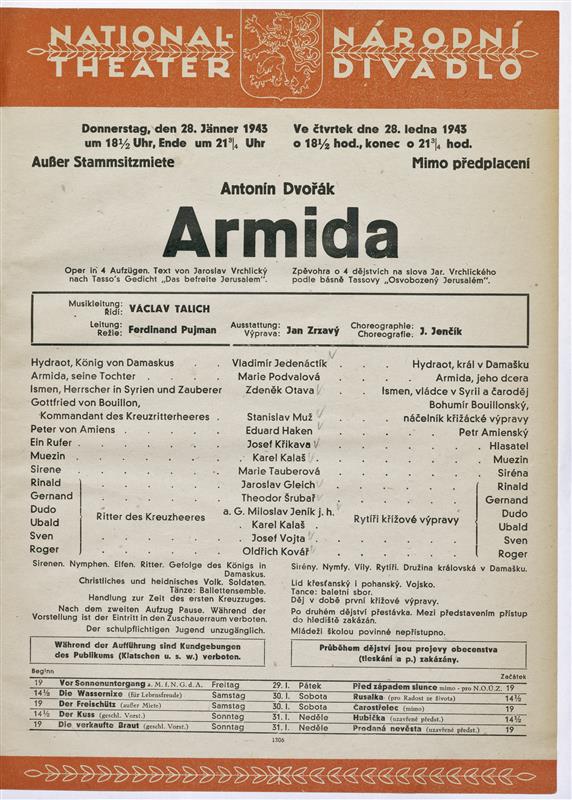 NATIONAL-THEATER
NÁRODNÍ DIVADLO
Donnerstag, den 28. Jänner 1943
um 18½ Uhr, Ende um 21¾ Uhr
Ve čtvrtek dne 28. ledna 1943
o 18½ hod., konec o 21¾ hod.
Außer Stammsitzmiete
Mimo předplacení
Antonín Dvořák
Armida
Oper in 4 Aufzügen. Text von Jaroslav Vrchlický
nach Tasso's Gedicht „Das befreite Jerusalem".
Zpěvohra o 4 dějstvích na slova Jar. Vrchlického
podle básně Tassovy „Osvobozený Jerusalém".
Musikleitung: Řídí: VÁCLAV TALICH
Leitung: Režie: Ferdinand Pujman Ausstattung: Výprava: Jan Zrzavý Choreographie: Choreografie: J. Jenčík
Hydraot, König von Damaskus . . Vladimír Jedenáctík . . Hydraot, král v Damašku
Armida, seine Tochter . . . . Marie Podvalová . . . . Armida, jeho dcera
Ismen, Herrscher in Syrien und Zauberer Zdeněk Otava . . Ismen, vládce v Syrii a čaroděj
Gottfried von Bouillon, Bohumír Bouillonský,
Kommandant des Kreuzritterheeres . Stanislav Muž . . náčelník křižácké výpravy
Peter von Amiens . . . . . Eduard Haken . . . . . Petr Amienský
Ein Rufer . . . . . . Josef Křikava . . . . . . Hlasatel
Muezin . . . . . . Karel Kalaš . . . . . . Muezin
Sirene . . . . . . Marie Tauberová . . . . . . Siréna
Rinald Jaroslav Gleich Rinald
Gernand Theodor Šrubař Gernand
Dudo a. G. Miloslav Jeník j. h. Dudo
Ritter des Kreuzheeres Rytíři křížové výpravy
Ubald Karel Kalaš Ubald
Sven Josef Vojta Sven
Roger Oldřich Kovář Roger
Sirenen. Nymphen. Elfen. Ritter. Gefolge des Königs in
Damaskus.
Christliches und heidnisches Volk. Soldaten.
Tänze: Ballettensemble.
Handlung zur Zeit des ersten Kreuzzuges.
Nach dem zweiten Aufzug Pause. Während der
Vorstellung ist der Eintritt in den Zuschauerraum verboten.
Der schulpflichtigen Jugend unzugänglich.
Sirény. Nymfy. Víly. Rytíři. Družina královská v Damašku.
Lid křesťanský i pohanský. Vojsko.
Tance: baletní sbor.
Děj v době první křížové výpravy.
Po druhém dějství přestávka. Mezi představením přístup
do hlediště zakázán.
Mládeži školou povinné nepřístupno.
Während der Aufführung sind Kundgebungen
des Publikums (Klatschen u. s. w.) verboten.
Průběhem dějství jsou projevy obecenstva
(tleskání a p.) zakázány.
Beginn Začátek
19 Vor Sonnenuntergang a. M. f. N. G. d. A. Freitag 29. I. Pátek Před západem slunce mimo - pro N.O.Ú.Z. 19
14½ Die Wassernixe (für Lebensfreude) Samstag 30. I. Sobota Rusalka (pro Radost ze života) 14½
19 Der Freischütz (außer Miete) Samstag 30. I. Sobota Čarostřelec (mimo) 19
14½ Der Kuss (geschl. Vorst.) Sonntag 31. I. Neděle Hubička (uzavřené předst.) 14½
19 Die verkaufte Braut (geschl. Vorst.) Sonntag 31. I. Neděle Prodaná nevěsta (uzavřené předst.) 19
1306